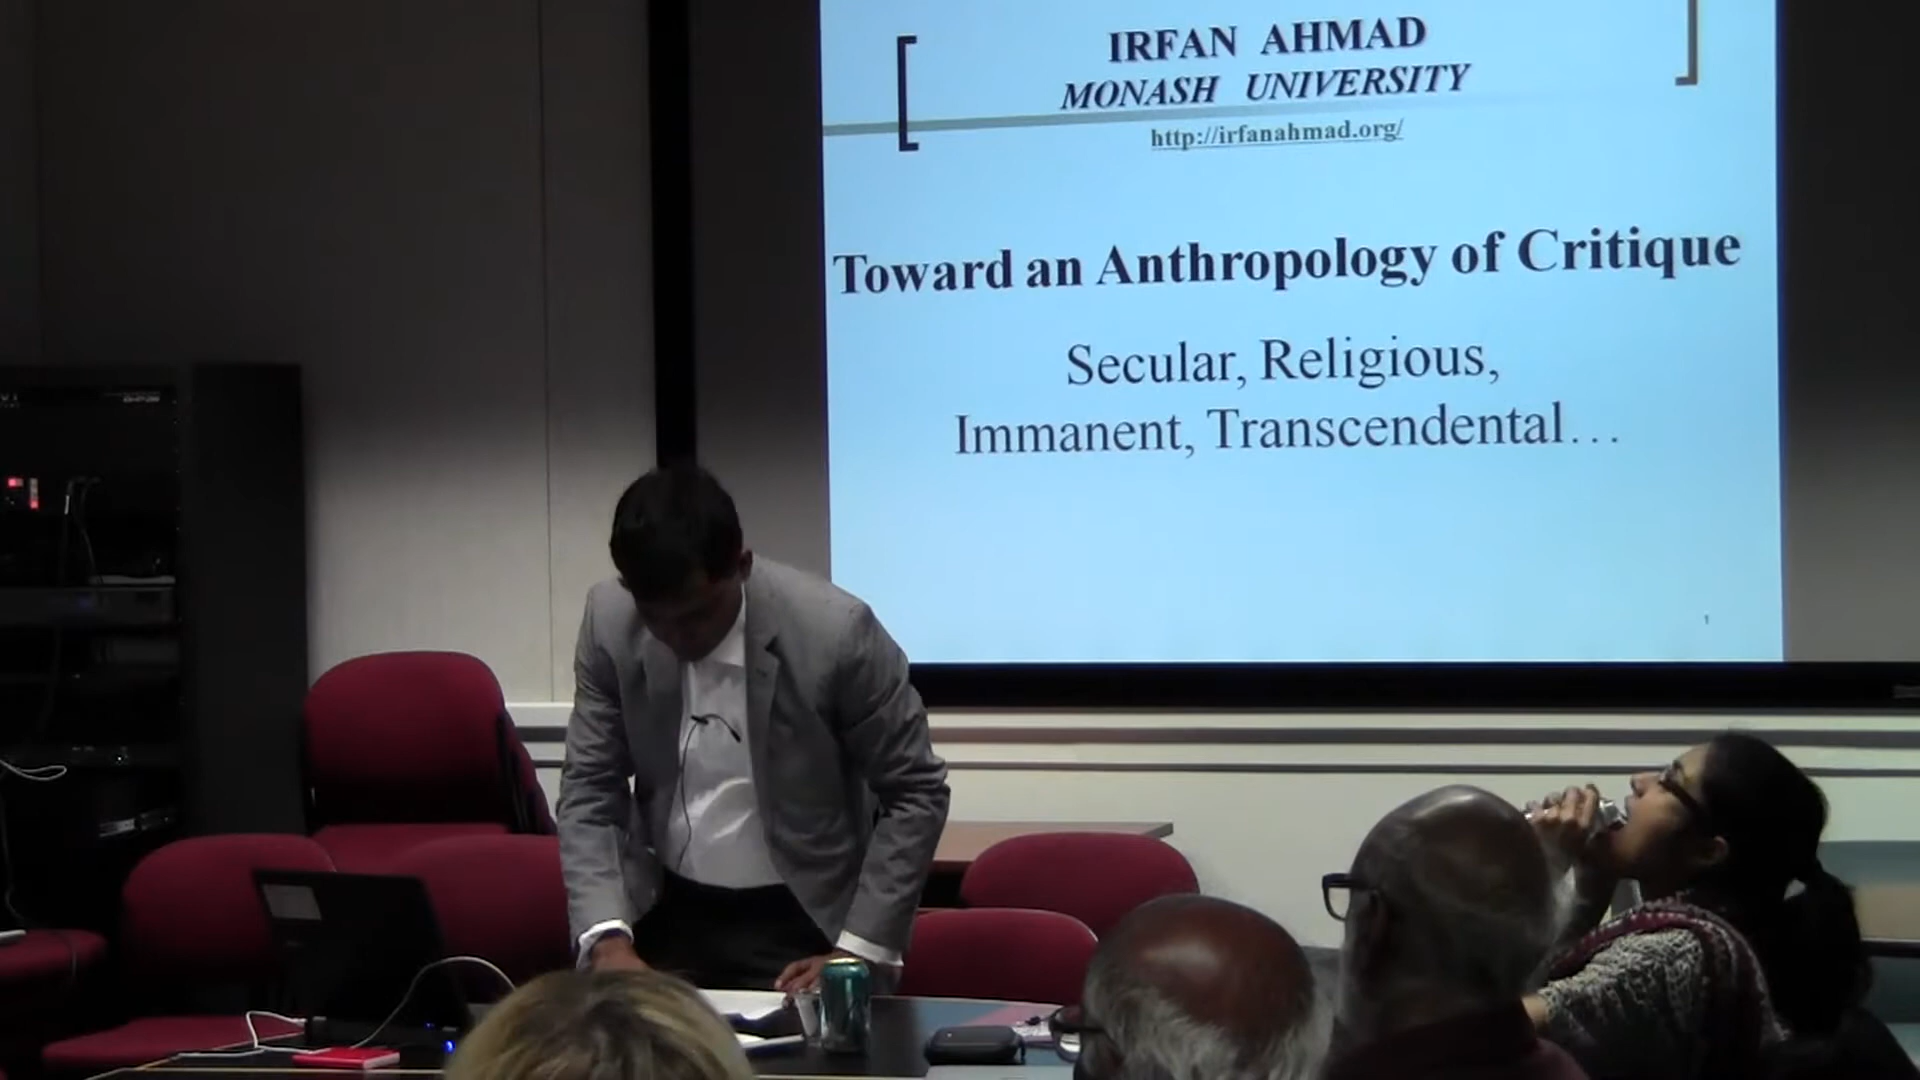 IRFAN AHMAD
MONASH UNIVERSITY
http://irfanahmad.org/
Toward an Anthropology of Critique
Secular, Religious,
Immanent, Transcendental…
1